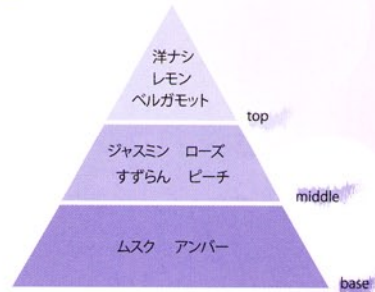 洋ナシ
レモン
ベルガモット
top
ジャスミン ローズ
すずらん ピーチ
middle
ムスク アンバー
base